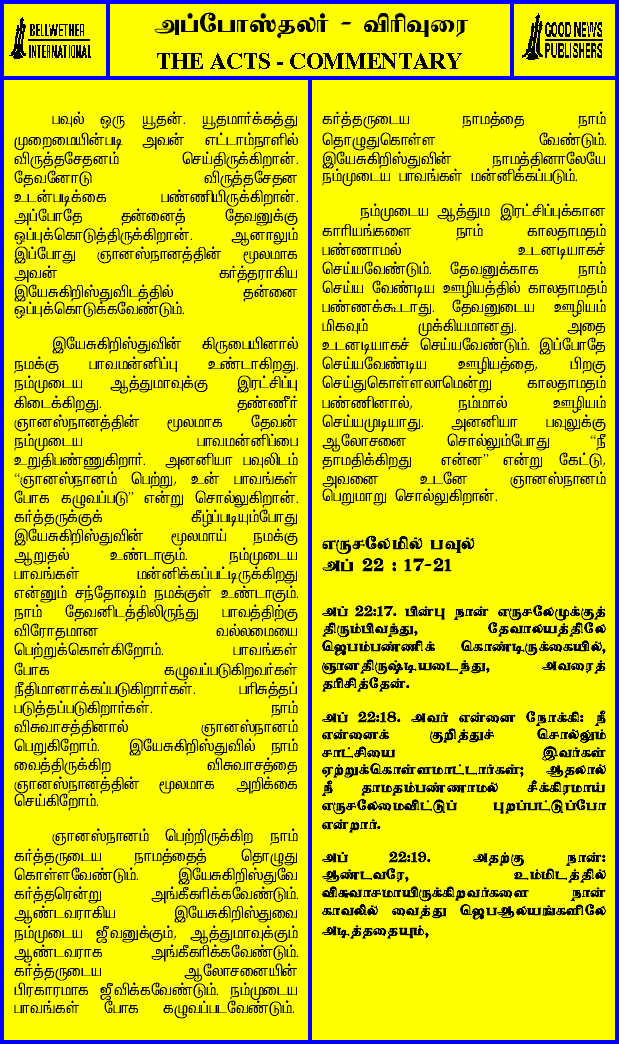 BELLWETHER
INTERNATIONAL
அப்போஸ்தலர் - விரிவுரை
THE ACTS - COMMENTARY
GOOD NEWS
PUBLISHERS
பவுல் ஒரு யூதன். யூதமார்க்கத்து
முறைமையின்படி அவன் எட்டாம்நாளில்
விருத்தசேதனம் செய்திருக்கிறான்.
தேவனோடு விருத்தசேதன
உடன்படிக்கை பண்ணியிருக்கிறான்.
அப்போதே தன்னைத் தேவனுக்கு
ஒப்புக்கொடுத்திருக்கிறான். ஆனாலும்
இப்போது ஞானஸ்நானத்தின் மூலமாக
அவன் கர்த்தராகிய
இயேசுகிறிஸ்துவிடத்தில் தன்னை
ஒப்புக்கொடுக்கவேண்டும்.
இயேசுகிறிஸ்துவின் கிருபையினால்
நமக்கு பாவமன்னிப்பு உண்டாகிறது.
நம்முடைய ஆத்துமாவுக்கு இரட்சிப்பு
கிடைக்கிறது. தண்ணீர்
ஞானஸ்நானத்தின் மூலமாக தேவன்
நம்முடைய பாவமன்னிப்பை
உறுதிபண்ணுகிறார். அனனியா பவுலிடம்
“ஞானஸ்நானம் பெற்று, உன் பாவங்கள்
போக கழுவப்படு” என்று சொல்லுகிறான்.
கர்த்தருக்குக் கீழ்ப்படியும்போது
இயேசுகிறிஸ்துவின் மூலமாய் நமக்கு
ஆறுதல் உண்டாகும். நம்முடைய
பாவங்கள் மன்னிக்கப்பட்டிருக்கிறது
என்னும் சந்தோஷம் நமக்குள் உண்டாகும்.
நாம் தேவனிடத்திலிருந்து பாவத்திற்கு
விரோதமான வல்லமையை
பெற்றுக்கொள்கிறோம். பாவங்கள்
போக கழுவப்படுகிறவர்கள்
நீதிமானாக்கப்படுகிறார்கள். பரிசுத்தப்
படுத்தப்படுகிறார்கள். நாம்
விசுவாசத்தினால் ஞானஸ்நானம்
பெறுகிறோம். இயேசுகிறிஸ்துவில் நாம்
வைத்திருக்கிற விசுவாசத்தை
ஞானஸ்நானத்தின் மூலமாக அறிக்கை
செய்கிறோம்.
ஞானஸ்நானம் பெற்றிருக்கிற நாம்
கர்த்தருடைய நாமத்தைத் தொழுது
கொள்ளவேண்டும். இயேசுகிறிஸ்துவே
கர்த்தரென்று அங்கீகரிக்கவேண்டும்.
ஆண்டவராகிய இயேசுகிறிஸ்துவை
நம்முடைய ஜீவனுக்கும், ஆத்துமாவுக்கும்
ஆண்டவராக அங்கீகரிக்கவேண்டும்.
கர்த்தருடைய ஆலோசனையின்
பிரகாரமாக ஜீவிக்கவேண்டும். நம்முடைய
பாவங்கள் போக கழுவப்படவேண்டும்.
கர்த்தருடைய நாமத்தை நாம்
தொழுதுகொள்ள வேண்டும்.
இயேசுகிறிஸ்துவின் நாமத்தினாலேயே
நம்முடைய பாவங்கள் மன்னிக்கப்படும்.
நம்முடைய ஆத்தும இரட்சிப்புக்கான
காரியங்களை நாம் காலதாமதம்
பண்ணாமல் உடனடியாகச்
செய்யவேண்டும். தேவனுக்காக நாம்
செய்ய வேண்டிய ஊழியத்தில் காலதாமதம்
பண்ணக்கூடாது. தேவனுடைய ஊழியம்
மிகவும் முக்கியமானது. அதை
உடனடியாகச் செய்யவேண்டும். இப்போதே
செய்யவேண்டிய ஊழியத்தை, பிறகு
செய்துகொள்ளலாமென்று காலதாமதம்
பண்ணினால், நம்மால் ஊழியம்
செய்யமுடியாது. அனனியா பவுலுக்கு
ஆலோசனை சொல்லும்போது “நீ
தாமதிக்கிறது என்ன” என்று கேட்டு,
அவனை உடனே ஞானஸ்நானம்
பெறுமாறு சொல்லுகிறான்.
எருசலேமில் பவுல்
அப் 22 : 17-21
அப் 22:17. பின்பு நான் எருசலேமுக்குத்
திரும்பிவந்து, தேவாலயத்திலே
ஜெபம்பண்ணிக் கொண்டிருக்கையில்,
ஞானதிருஷ்டியடைந்து, அவரைத்
தரிசித்தேன்.
அப் 22:18. அவர் என்னை நோக்கி: நீ
என்னைக் குறித்துச் சொல்லும்
சாட்சியை இவர்கள்
ஏற்றுக்கொள்ளமாட்டார்கள்; ஆதலால்
நீ தாமதம்பண்ணாமல் சீக்கிரமாய்
எருசலேமைவிட்டுப் புறப்பட்டுப்போ
என்றார்.
அப் 22:19. அதற்கு நான்:
ஆண்டவரே, உம்மிடத்தில்
விசுவாசமாயிருக்கிறவர்களை நான்
காவலில் வைத்து ஜெபஆலயங்களிலே
அடித்ததையும்,